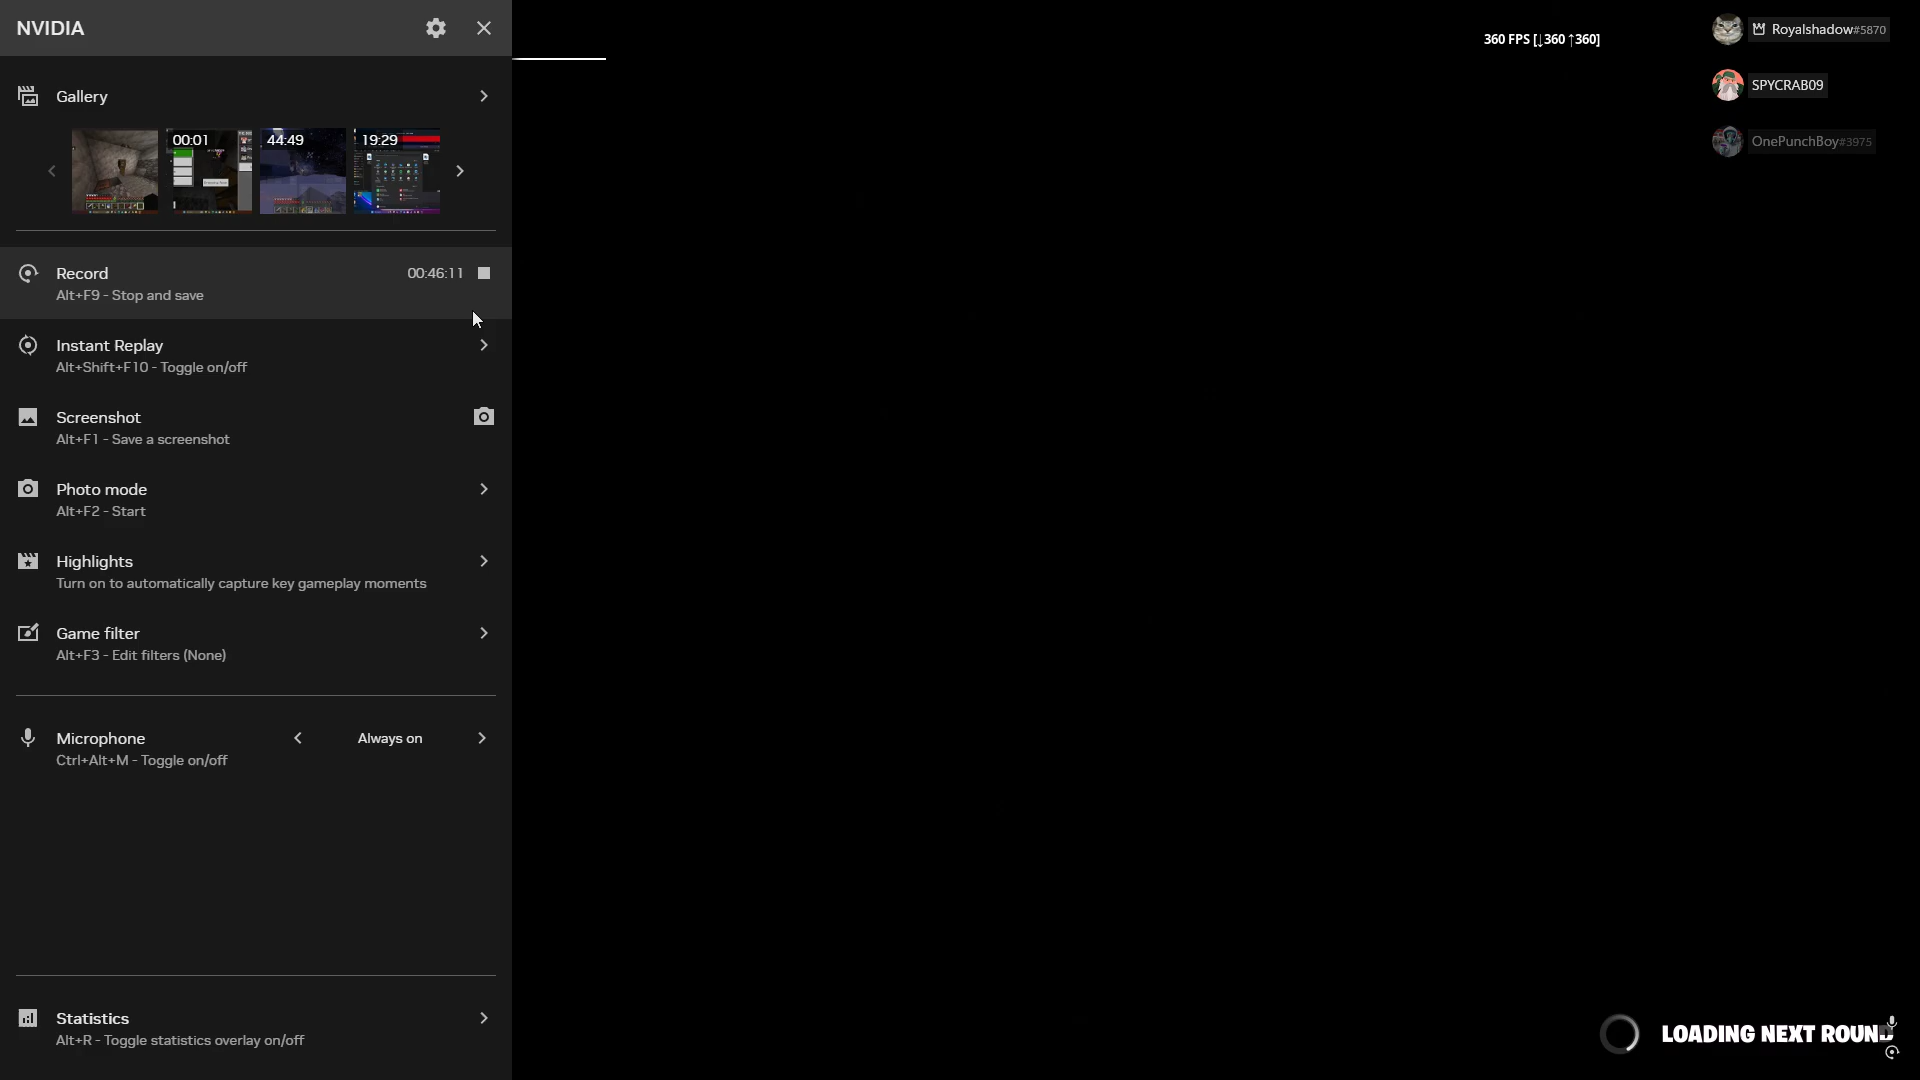 NVIDIA
360 FPS [↓360 ↑360]
Royalshadow#5870
SPYCRAB09
OnePunchBoy#3975
Gallery
00:01
44:49
19:29
Record
00:46:11
Alt+F9 - Stop and save
Instant Replay
Alt+Shift+F10 - Toggle on/off
Screenshot
Alt+F1 - Save a screenshot
Photo mode
Alt+F2 - Start
Highlights
Turn on to automatically capture key gameplay moments
Game filter
Alt+F3 - Edit filters (None)
Microphone
Always on
Ctrl+Alt+M - Toggle on/off
Statistics
Alt+R - Toggle statistics overlay on/off
LOADING NEXT ROUND